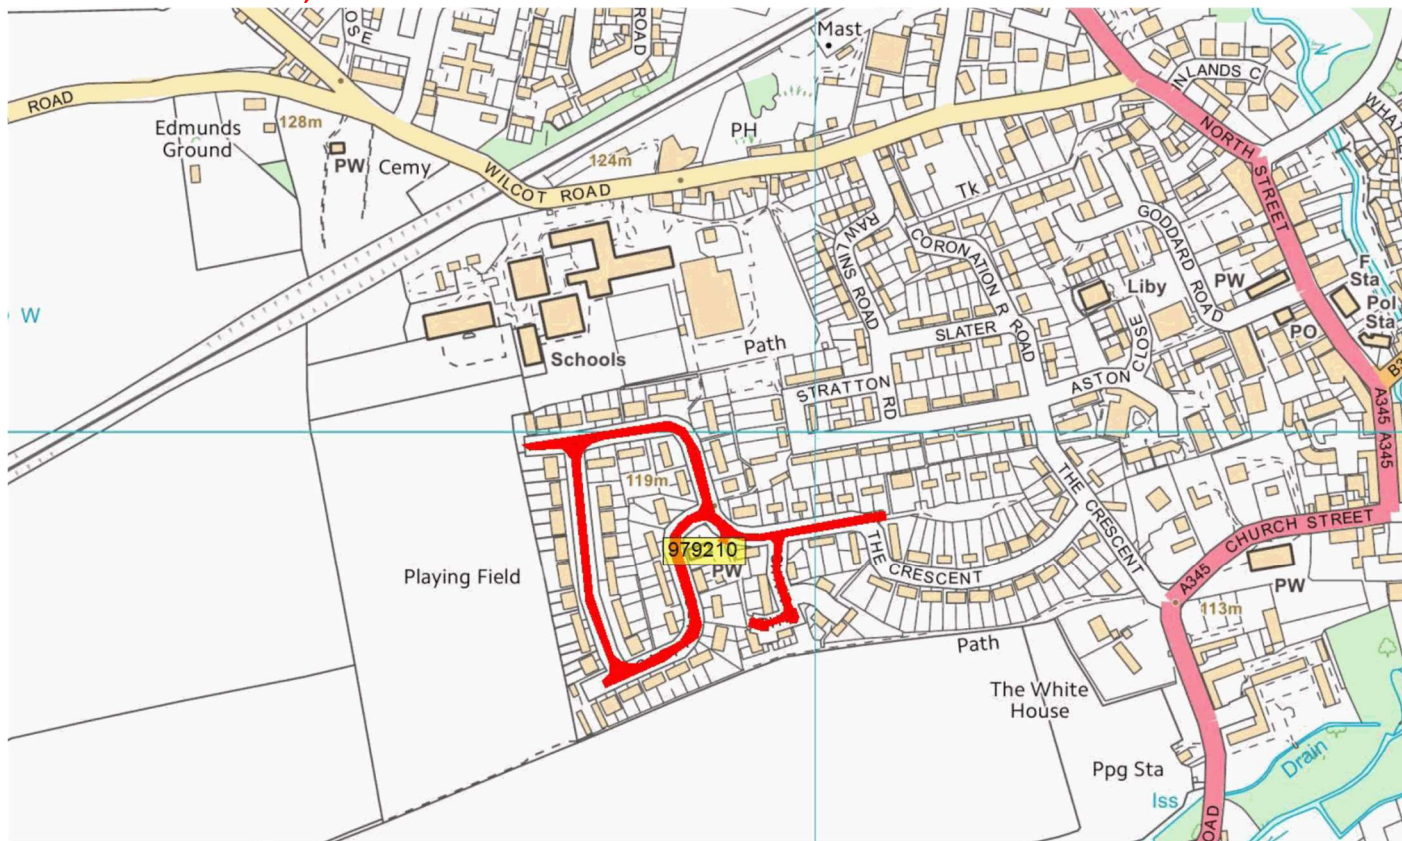 OSE
ROAD
Mast
INLANDS C
ROAD
Edmunds
Ground
128m
PW
Cemy
WILCOT ROAD
124m
PH
NORTH STREET
Tk
RAWLINS ROAD
CORONATION R ROAD
GODDARD ROAD
Liby
PW
F
Sta
Pol
Sta
PO
W
Schools
Path
SLATER
STRATTON
RD
ASTON
CLOSE
A345
A345
119m
THE CRESCENT
CHURCH STREET
979210
PW
THE
CRESCENT
Playing Field
A345
113m
PW
Path
The White
House
Ppg Sta
Iss
Drain
OAD